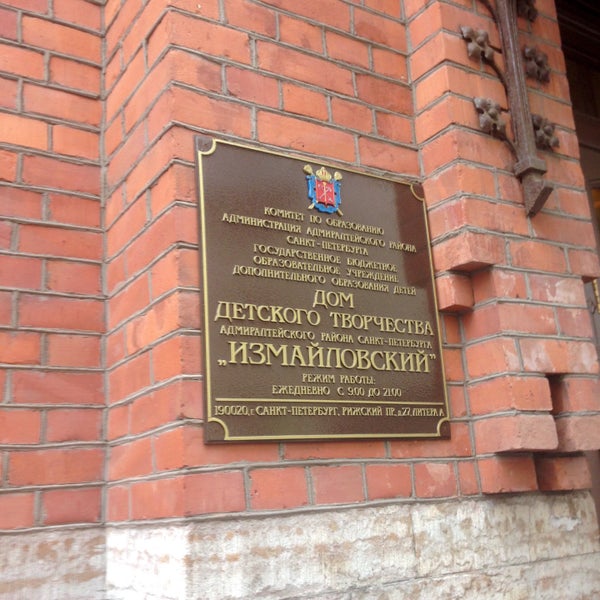 КОМИТЕТ ПО ОБРАЗОВАНИЮ
АДМИНИСТРАЦИЯ АДМИРАЛТЕЙСКОГО РАЙОНА
САНКТ-ПЕТЕРБУРГА
ГОСУДАРСТВЕННОЕ БЮДЖЕТНОЕ
ОБРАЗОВАТЕЛЬНОЕ УЧРЕЖДЕНИЕ
ДОПОЛНИТЕЛЬНОГО ОБРАЗОВАНИЯ ДЕТЕЙ
ДОМ
ДЕТСКОГО ТВОРЧЕСТВА
АДМИРАЛТЕЙСКОГО РАЙОНА САНКТ-ПЕТЕРБУРГА
„ИЗМАЙЛОВСКИЙ"
РЕЖИМ РАБОТЫ:
ЕЖЕДНЕВНО С 9.00 ДО 21.00
190020, г. САНКТ-ПЕТЕРБУРГ, РИЖСКИЙ ПР., д.27, ЛИТЕРА А